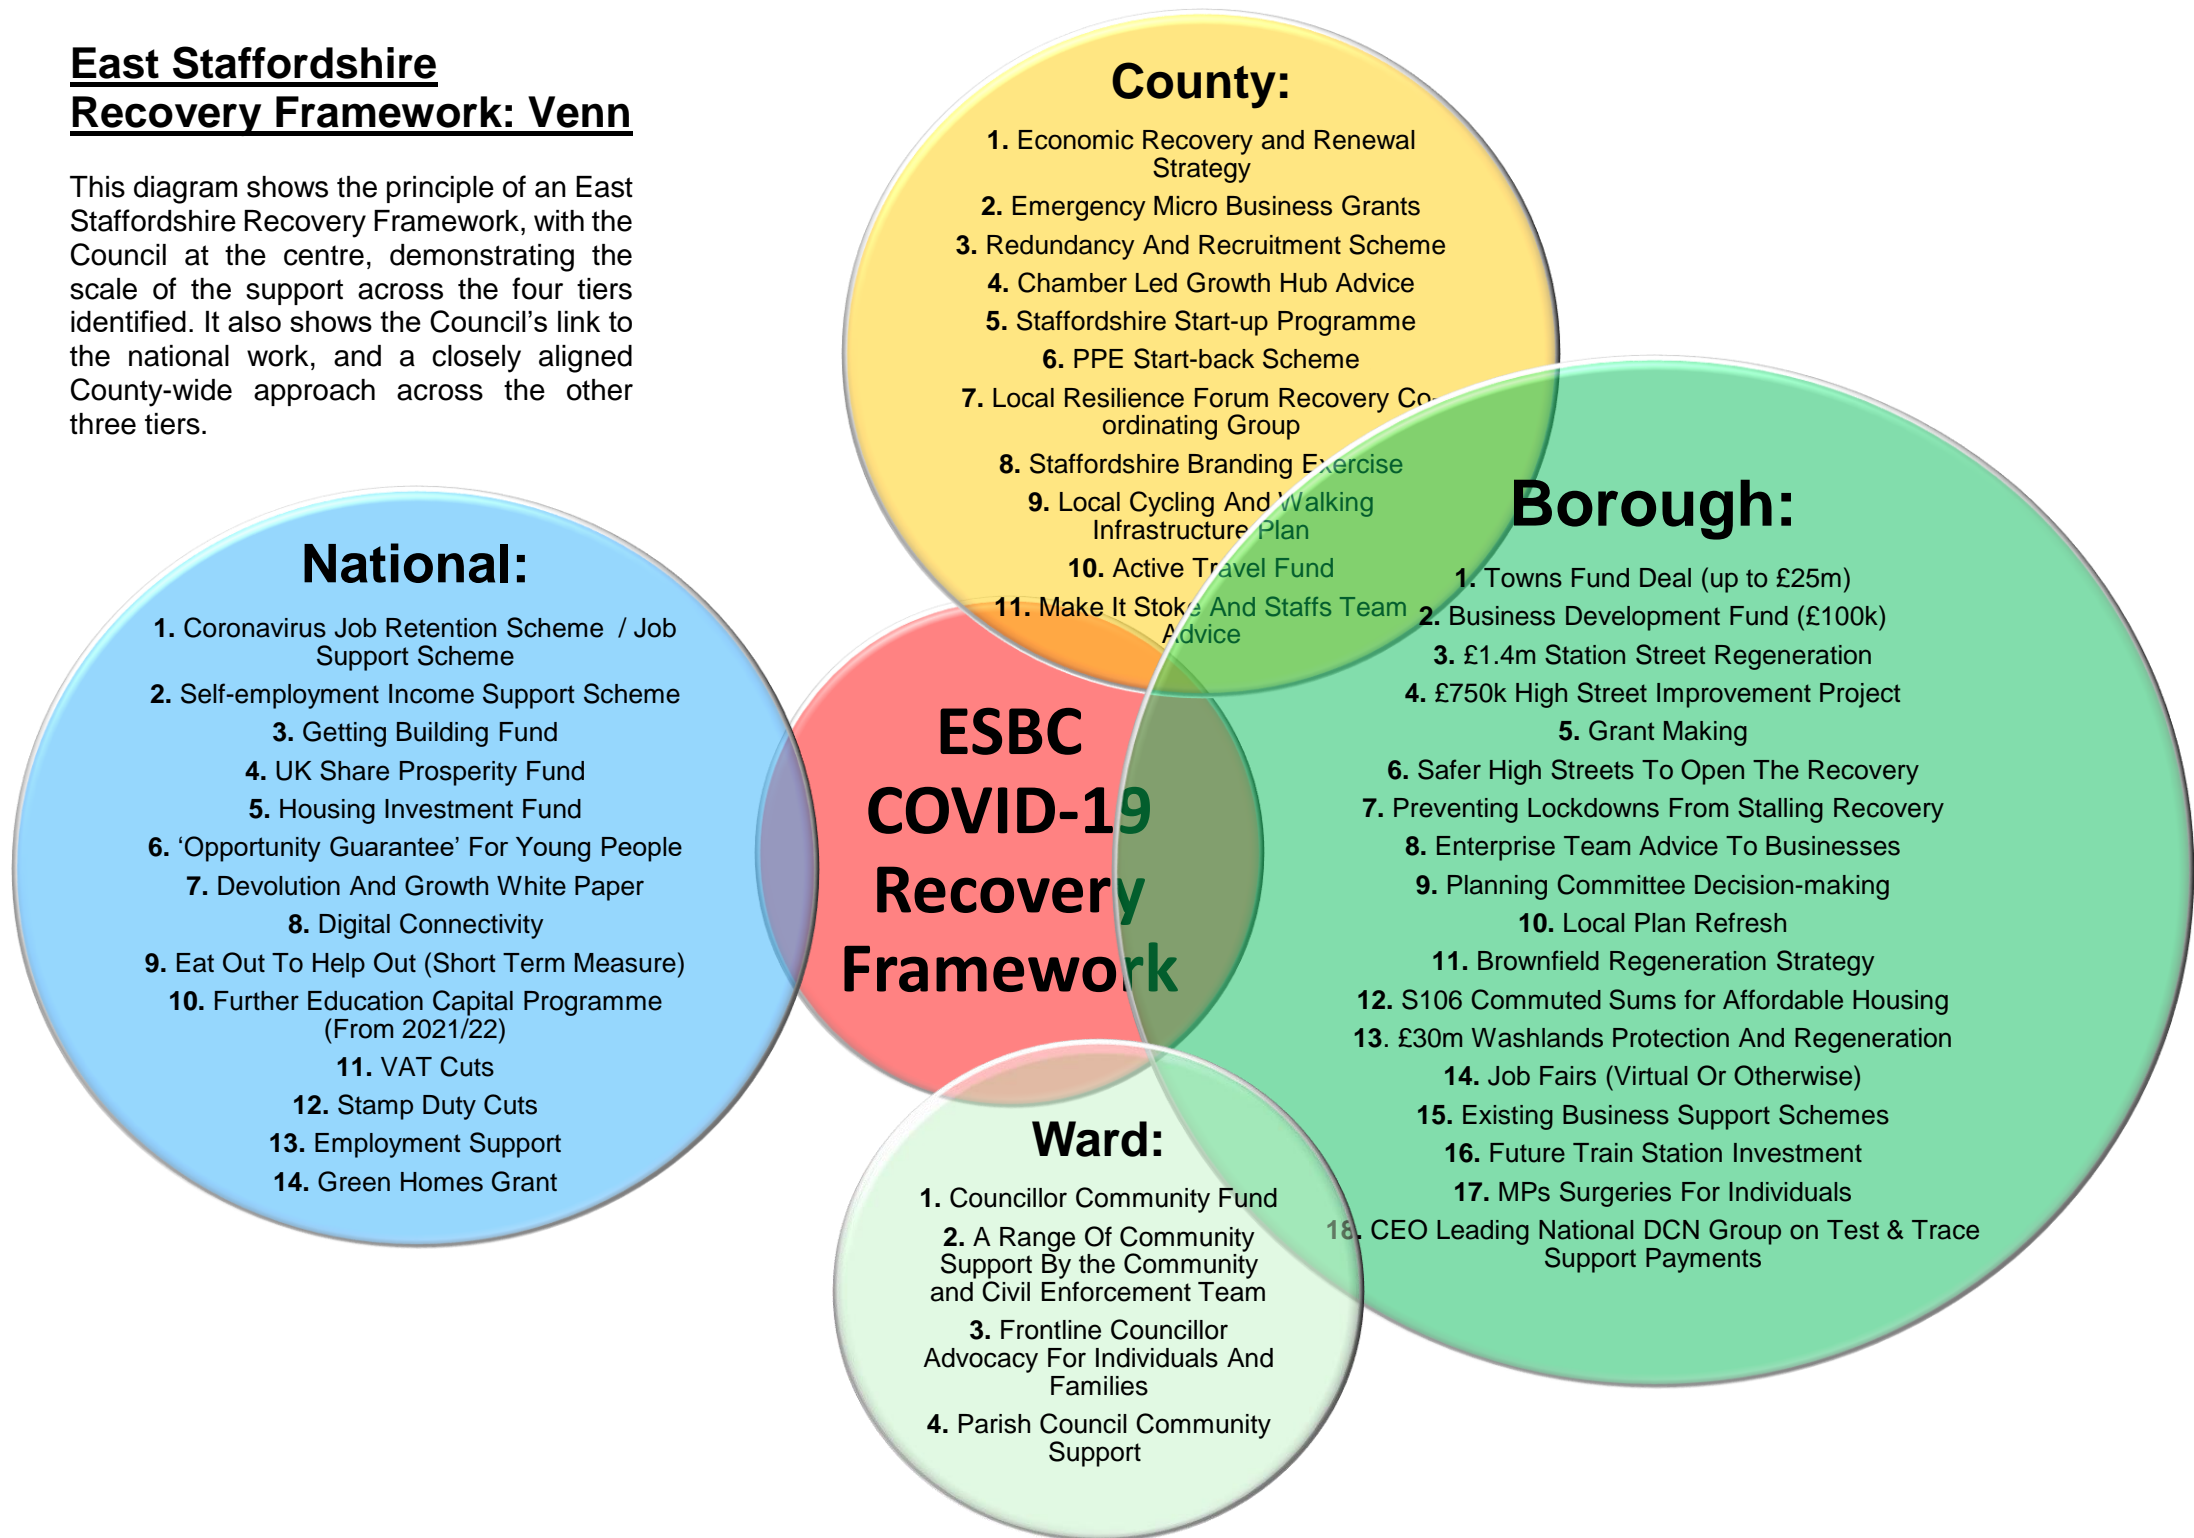 East Staffordshire
Recovery Framework: Venn
This diagram shows the principle of an East
Staffordshire Recovery Framework, with the
Council at the centre, demonstrating the
scale of the support across the four tiers
identified. It also shows the Council’s link to
the national work, and a closely aligned
County-wide approach across the other
three tiers.
County:
1. Economic Recovery and Renewal
Strategy
2. Emergency Micro Business Grants
3. Redundancy And Recruitment Scheme
4. Chamber Led Growth Hub Advice
5. Staffordshire Start-up Programme
6. PPE Start-back Scheme
7. Local Resilience Forum Recovery Co-
ordinating Group
8. Staffordshire Branding Exercise
9. Local Cycling And Walking
Infrastructure Plan
10. Active Travel Fund
11. Make It Stoke And Staffs Team
Advice
National:
1. Coronavirus Job Retention Scheme / Job
Support Scheme
2. Self-employment Income Support Scheme
3. Getting Building Fund
4. UK Share Prosperity Fund
5. Housing Investment Fund
6. ‘Opportunity Guarantee’ For Young People
7. Devolution And Growth White Paper
8. Digital Connectivity
9. Eat Out To Help Out (Short Term Measure)
10. Further Education Capital Programme
(From 2021/22)
11. VAT Cuts
12. Stamp Duty Cuts
13. Employment Support
14. Green Homes Grant
ESBC
COVID-19
Recovery
Framework
Borough:
1. Towns Fund Deal (up to £25m)
2. Business Development Fund (£100k)
3. £1.4m Station Street Regeneration
4. £750k High Street Improvement Project
5. Grant Making
6. Safer High Streets To Open The Recovery
7. Preventing Lockdowns From Stalling Recovery
8. Enterprise Team Advice To Businesses
9. Planning Committee Decision-making
10. Local Plan Refresh
11. Brownfield Regeneration Strategy
12. S106 Commuted Sums for Affordable Housing
13. £30m Washlands Protection And Regeneration
14. Job Fairs (Virtual Or Otherwise)
15. Existing Business Support Schemes
16. Future Train Station Investment
17. MPs Surgeries For Individuals
18. CEO Leading National DCN Group on Test & Trace
Support Payments
Ward:
1. Councillor Community Fund
2. A Range Of Community
Support By the Community
and Civil Enforcement Team
3. Frontline Councillor
Advocacy For Individuals And
Families
4. Parish Council Community
Support